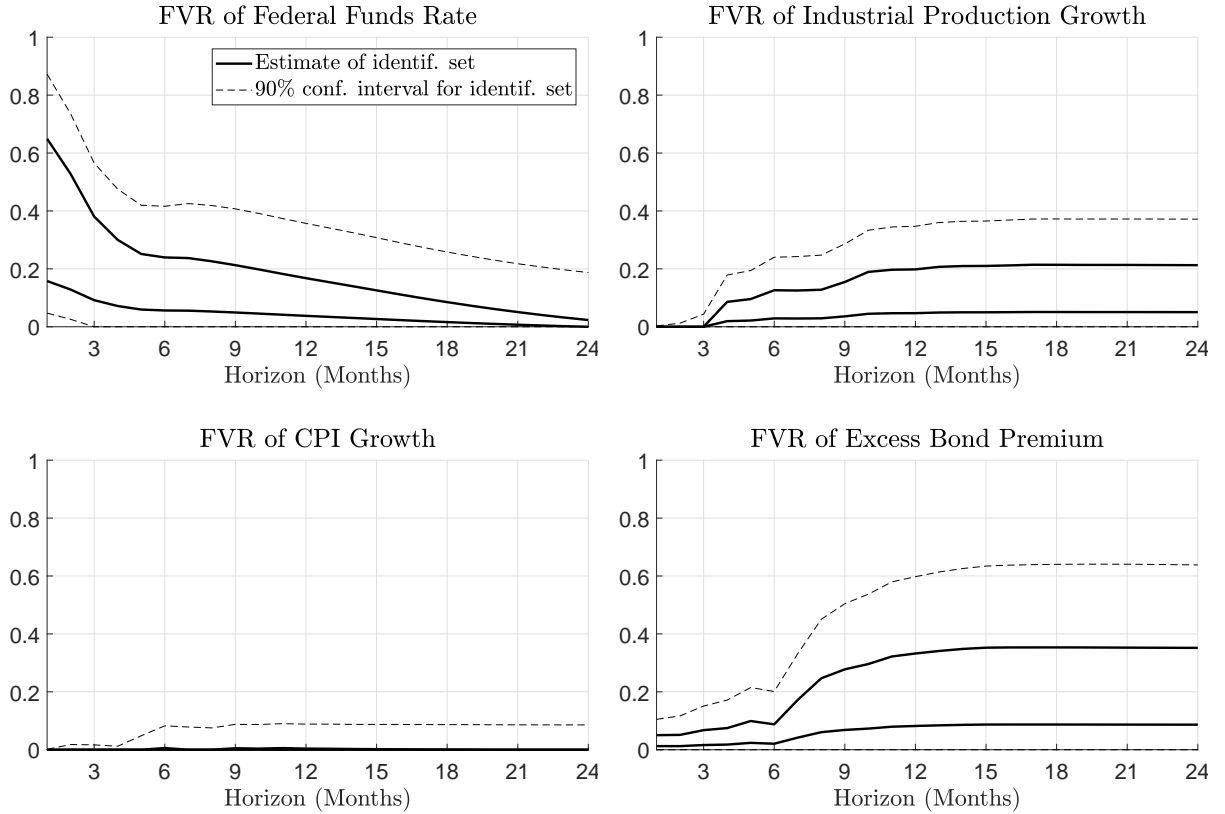 FVR of Federal Funds Rate
1
0.8
0.6
0.4
0.2
0
Estimate of identif. set
90% conf. interval for identif. set
3 6 9 12 15 18 21 24
Horizon (Months)
FVR of Industrial Production Growth
1
0.8
0.6
0.4
0.2
0
3 6 9 12 15 18 21 24
Horizon (Months)
FVR of CPI Growth
1
0.8
0.6
0.4
0.2
0
3 6 9 12 15 18 21 24
Horizon (Months)
FVR of Excess Bond Premium
1
0.8
0.6
0.4
0.2
0
3 6 9 12 15 18 21 24
Horizon (Months)